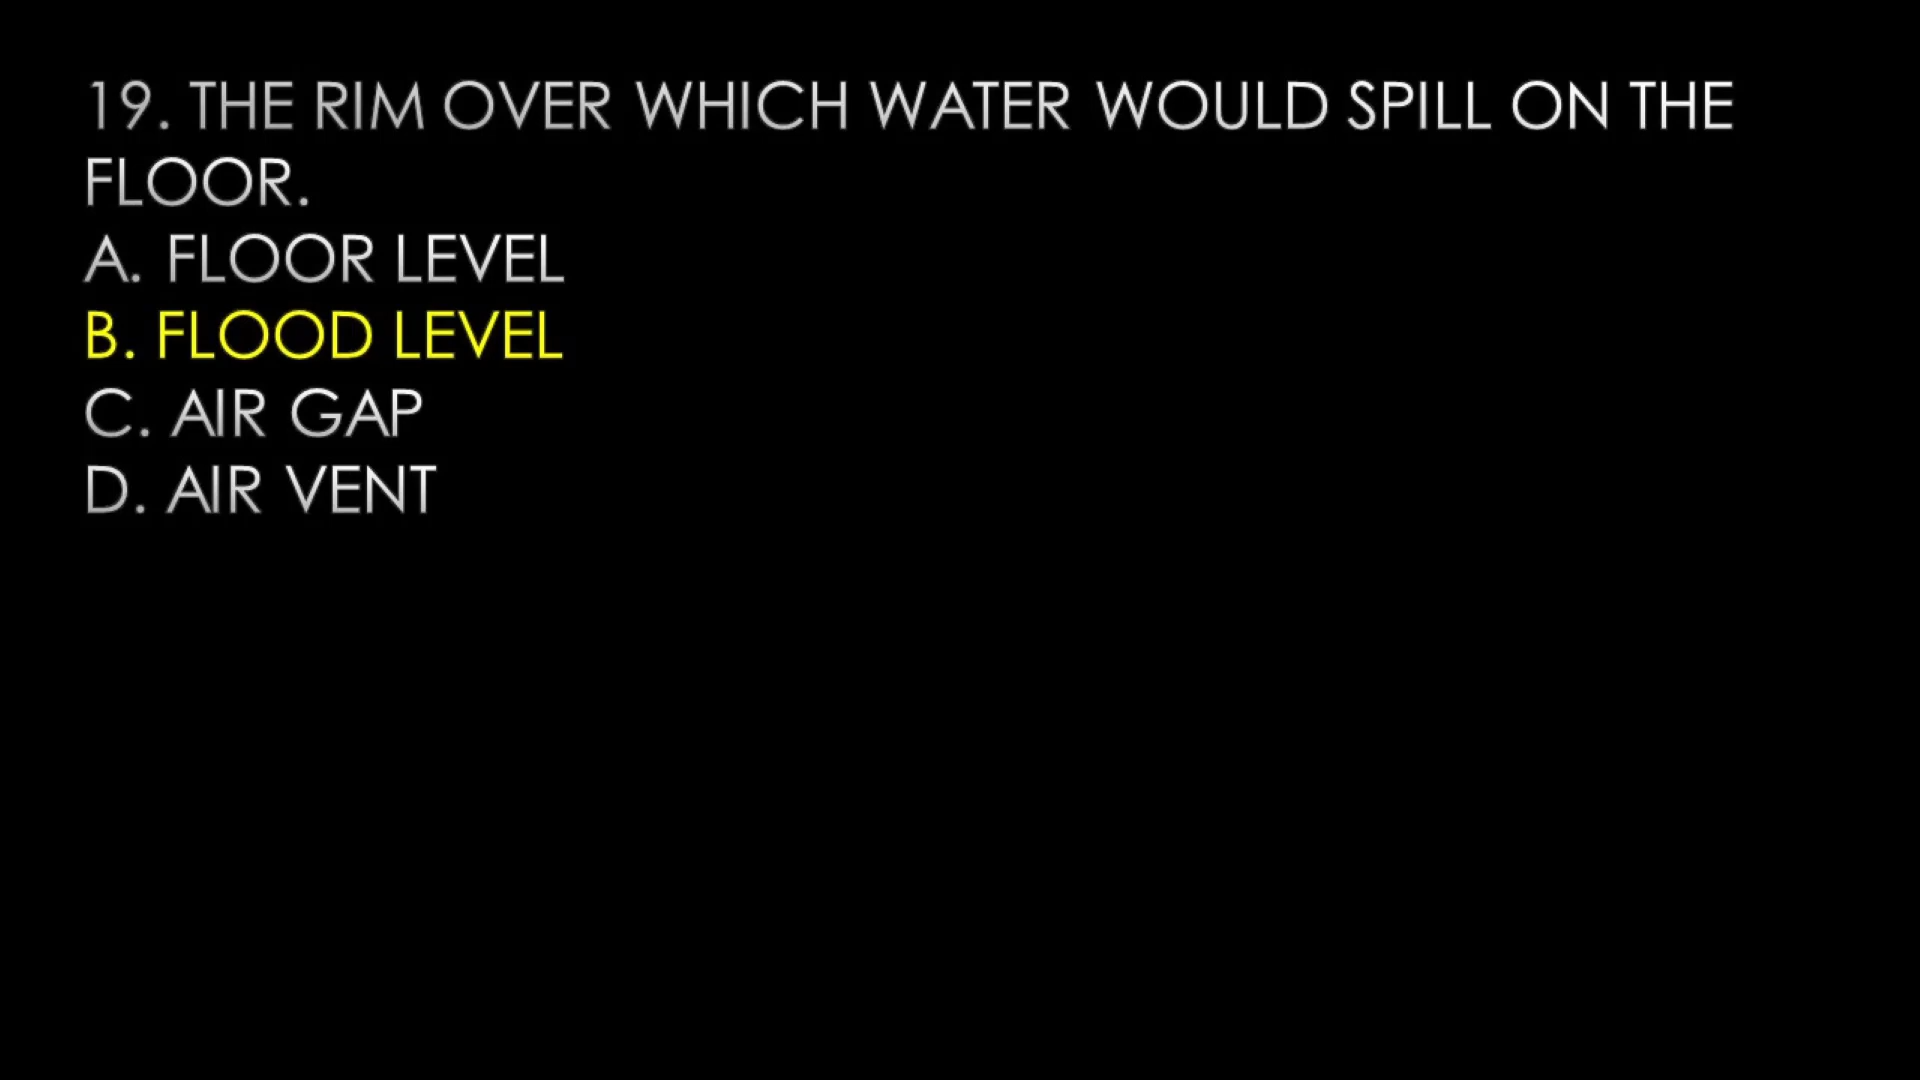 19. THE RIM OVER WHICH WATER WOULD SPILL ON THE
FLOOR.
A. FLOOR LEVEL
B. FLOOD LEVEL
C. AIR GAP
D. AIR VENT